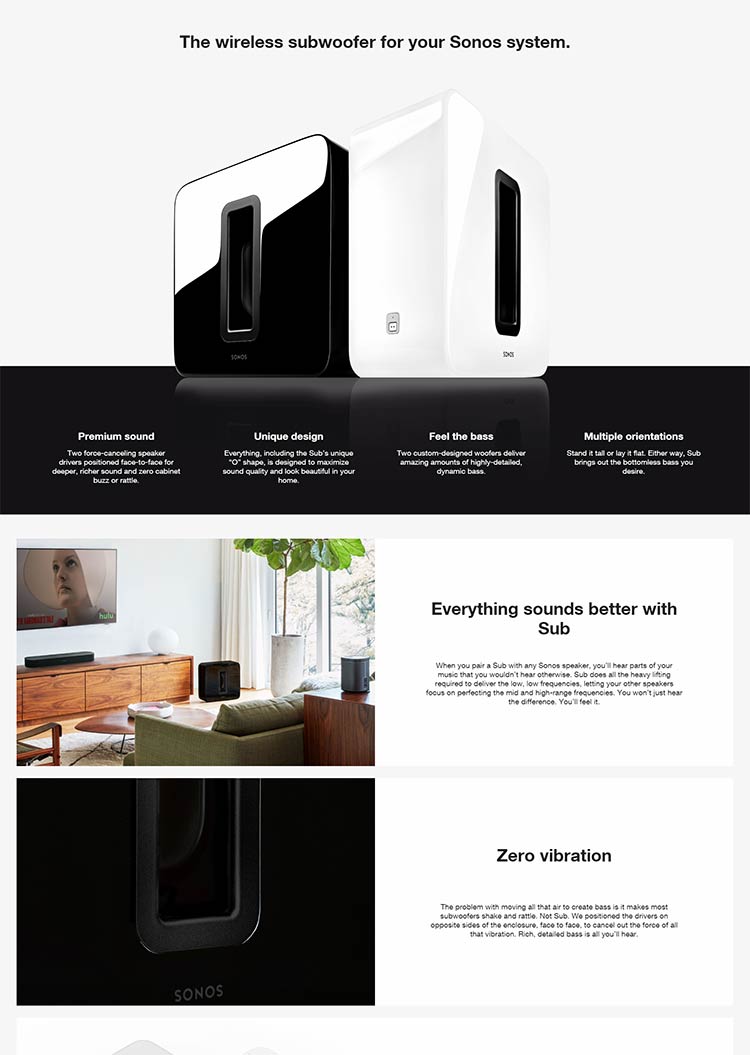 The wireless subwoofer for your Sonos system.
SONOS
SONOS
Premium sound
Two force-canceling speaker
drivers positioned face-to-face for
deeper, richer sound and zero cabinet
buzz or rattle.
Unique design
Everything, including the Sub's unique
"O" shape, is designed to maximize
sound quality and look beautiful in your
home.
Feel the bass
Two custom-designed woofers deliver
amazing amounts of highly-detailed,
dynamic bass.
Multiple orientations
Stand it tall or lay it flat. Either way, Sub
brings out the bottomless bass you
desire.
hulu
Everything sounds better with
Sub
When you pair a Sub with any Sonos speaker, you'll hear parts of your
music that you wouldn't hear otherwise. Sub does all the heavy lifting
required to deliver the low, low frequencies, letting your other speakers
focus on perfecting the mid and high-range frequencies. You won't just hear
the difference. You'll feel it.
SONOS
Zero vibration
The problem with moving all that air to create bass is it makes most
subwoofers shake and rattle. Not Sub. We positioned the drivers on
opposite sides of the enclosure, face to face, to cancel out the force of all
that vibration. Rich, detailed bass is all you'll hear.